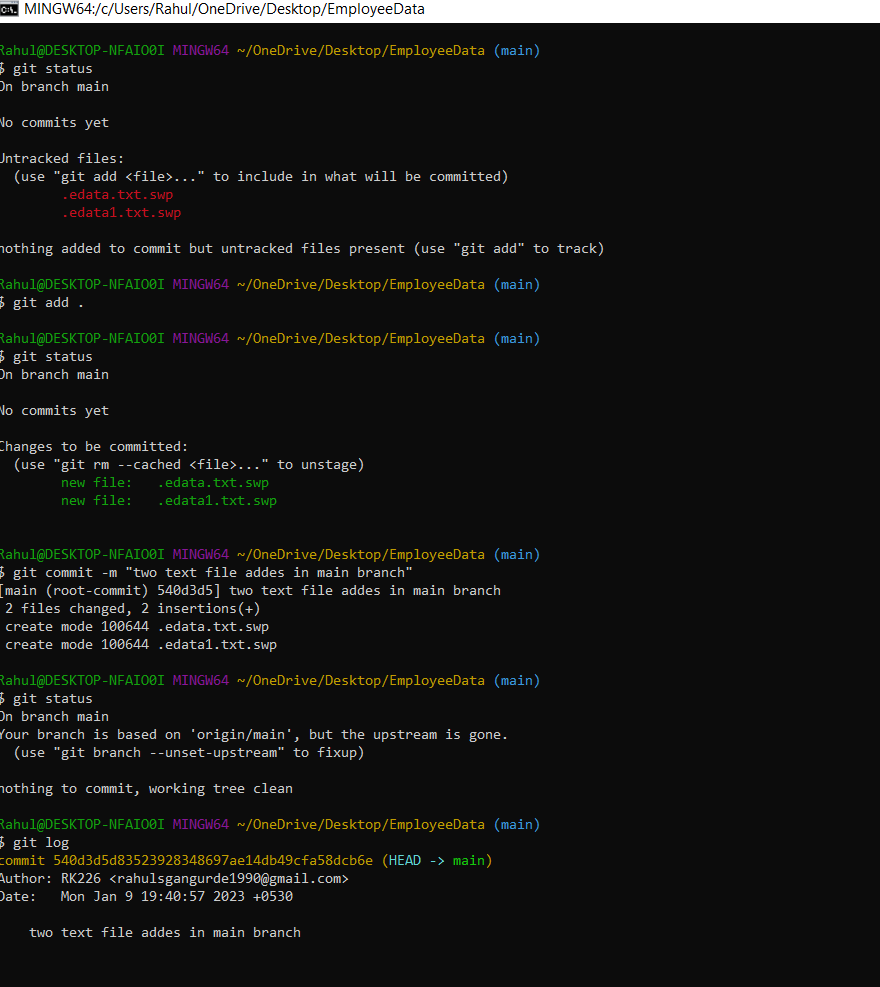 MINGW64:/c/Users/Rahul/OneDrive/Desktop/EmployeeData
Rahul@DESKTOP-NFAIO0I MINGW64 ~/OneDrive/Desktop/EmployeeData (main)
$ git status
On branch main
No commits yet
Untracked files:
(use "git add <file>..." to include in what will be committed)
.edata.txt.swp
.edata1.txt.swp
nothing added to commit but untracked files present (use "git add" to track)
Rahul@DESKTOP-NFAIO0I MINGW64 ~/OneDrive/Desktop/EmployeeData (main)
$ git add .
Rahul@DESKTOP-NFAIO0I MINGW64 ~/OneDrive/Desktop/EmployeeData (main)
$ git status
On branch main
No commits yet
Changes to be committed:
(use "git rm --cached <file>..." to unstage)
new file:   .edata.txt.swp
new file:   .edata1.txt.swp
Rahul@DESKTOP-NFAIO0I MINGW64 ~/OneDrive/Desktop/EmployeeData (main)
$ git commit -m "two text file addes in main branch"
[main (root-commit) 540d3d5] two text file addes in main branch
2 files changed, 2 insertions(+)
create mode 100644 .edata.txt.swp
create mode 100644 .edata1.txt.swp
Rahul@DESKTOP-NFAIO0I MINGW64 ~/OneDrive/Desktop/EmployeeData (main)
$ git status
On branch main
Your branch is based on 'origin/main', but the upstream is gone.
(use "git branch --unset-upstream" to fixup)
nothing to commit, working tree clean
Rahul@DESKTOP-NFAIO0I MINGW64 ~/OneDrive/Desktop/EmployeeData (main)
$ git log
commit 540d3d5d83523928348697ae14db49cfa58dcb6e (HEAD -> main)
Author: RK226 <rahulsgangurde1990@gmail.com>
Date:   Mon Jan 9 19:40:57 2023 +0530
two text file addes in main branch